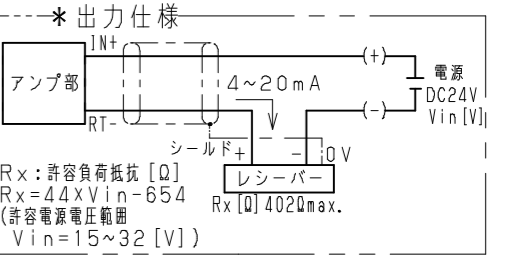 *出力仕様
IN+
アンプ部
RT-
(+)
(-)
電源
DC24V
Vin[V]
4~20mA
シールド
+
-
0V
レシーバー
Rx[Ω]402Ωmax.
Rx:許容負荷抵抗[Ω]
Rx=44×Vin-654
(許容電源電圧範囲
Vin=15~32[V])